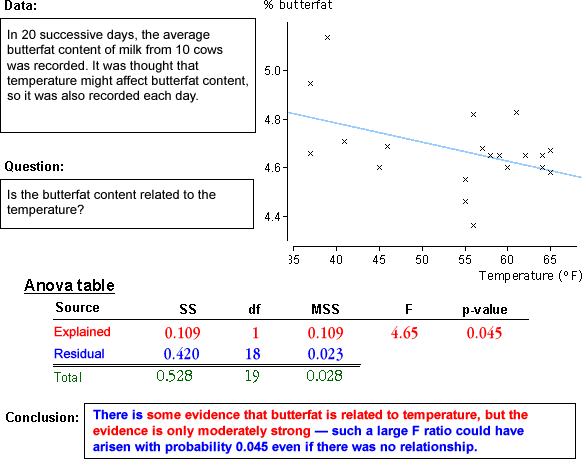 Data:
In 20 successive days, the average
butterfat content of milk from 10 cows
was recorded. It was thought that
temperature might affect butterfat content,
so it was also recorded each day.
Question:
Is the butterfat content related to the
temperature?
% butterfat
5.0
4.8
4.6
4.4
35 40 45 50 55 60 65
Temperature (ºF)
Anova table
Source SS df MSS F p-value
Explained 0.109 1 0.109 4.65 0.045
Residual 0.420 18 0.023
Total 0.528 19 0.028
Conclusion:
There is some evidence that butterfat is related to temperature, but the
evidence is only moderately strong — such a large F ratio could have
arisen with probability 0.045 even if there was no relationship.